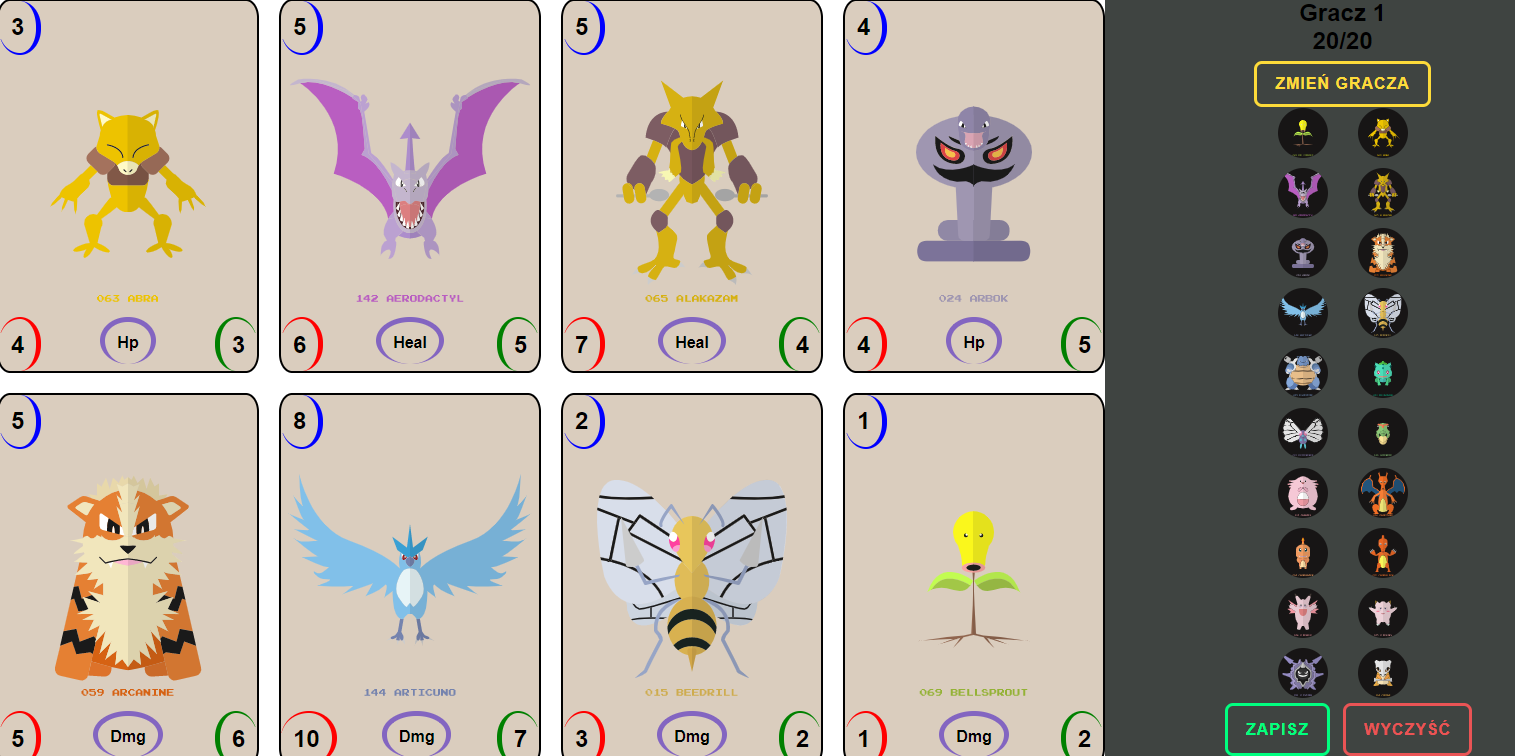 3
5
5
4
063 ABRA
142 AERODACTYL
065 ALAKAZAM
024 ARBOK
4
Hp
3
6
Heal
5
7
Heal
4
4
Hp
5
5
8
2
1
059 ARCANINE
144 ARTICUNO
015 BEEDRILL
069 BELLSPROUT
5
Dmg
6
10
Dmg
7
3
Dmg
2
1
Dmg
2
Gracz 1
20/20
ZMIEŃ GRACZA
ZAPISZ
WYCZYŚĆ